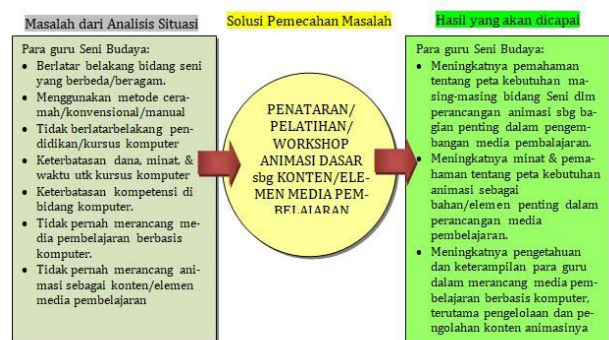 Masalah dari Analisis Situasi
Para guru Seni Budaya:
• Berlatar belakang bidang seni
yang berbeda/beragam.
• Menggunakan metode cera-
mah/konvensional/manual
• Tidak berlatarbelakang pen-
didikan/kursus komputer
• Keterbatasan dana, minat, &
waktu utk kursus komputer
• Keterbatasan kompetensi di
bidang komputer.
• Tidak pernah merancang me-
dia pembelajaran berbasis
komputer.
• Tidak pernah merancang ani-
masi sebagai konten/elemen
media pembelajaran
Solusi Pemecahan Masalah
PENATARAN/
PELATIHAN/
WORKSHOP
ANIMASI DASAR
sbg KONTEN/ELE-
MEN MEDIA PEM-
BELAJARAN
Hasil yang akan dicapai
Para guru Seni Budaya:
• Meningkatnya pemahaman
tentang peta kebutuhan ma-
sing-masing bidang Seni dlm
perancangan animasi sbg ba-
gian penting dalam pengem-
bangan media pembalajaran.
• Meningkatnya minat & pema-
haman tentang peta kebutuhan
animasi sebagai
bahan/elemen penting dalam
perancangan media
pembelajaran.
• Meningkatnya pengetahuan
dan keterampilan para guru
dalam merancang media pem-
belajaran berbasis komputer,
terutama pengelolaan dan pe-
ngolahan konten animasinya